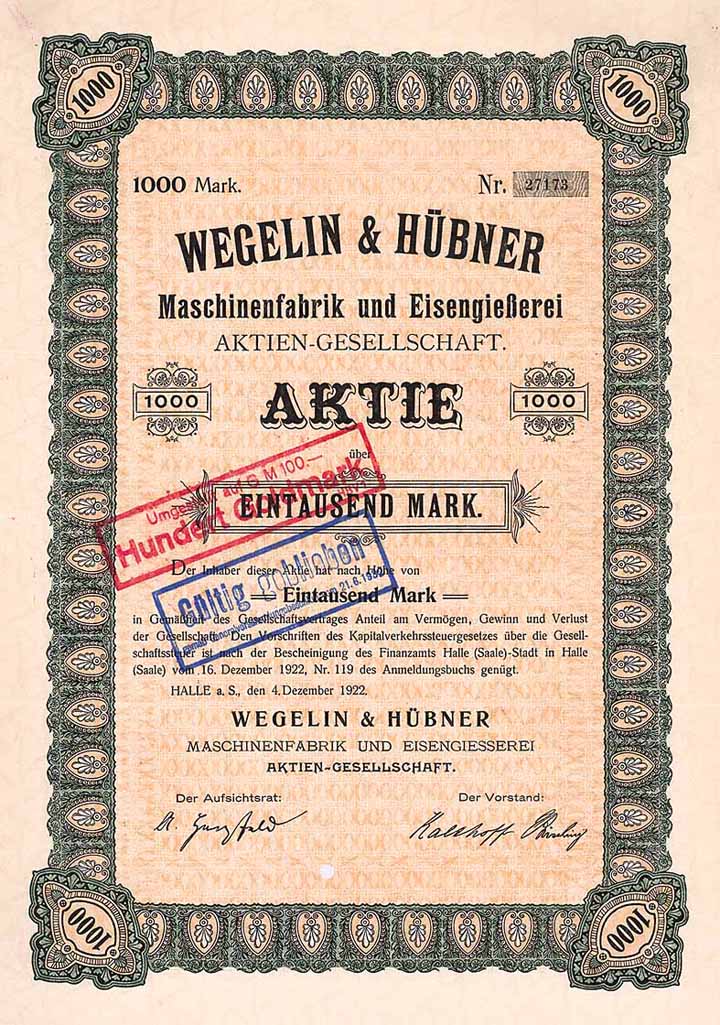 1000
1000
1000 Mark.
Nr. 27173
WEGELIN & HÜBNER
Maschinenfabrik und Eisengießerei
AKTIEN-GESELLSCHAFT.
AKTIE
1000
1000
über
EINTAUSEND MARK.
auf G M 100.—
Hundert Goldmark
Gültig geblieben
21.6.
Der Inhaber dieser Aktie hat nach Höhe von
Eintausend Mark
in Gemäßheit des Gesellschaftsvertrages Anteil am Vermögen, Gewinn und Verlust
der Gesellschaft. Den Vorschriften des Kapitalverkehrssteuergesetzes über die Gesell-
schaftssteuer ist nach der Bescheinigung des Finanzamts Halle (Saale)-Stadt in Halle
(Saale) vom 16. Dezember 1922, Nr. 119 des Anmeldungsbuchs genügt.
HALLE a. S., den 4. Dezember 1922.
WEGELIN & HÜBNER
MASCHINENFABRIK UND EISENGIESSEREI
AKTIEN-GESELLSCHAFT.
Der Aufsichtsrat:
Der Vorstand:
Kalthoff
1000
1000